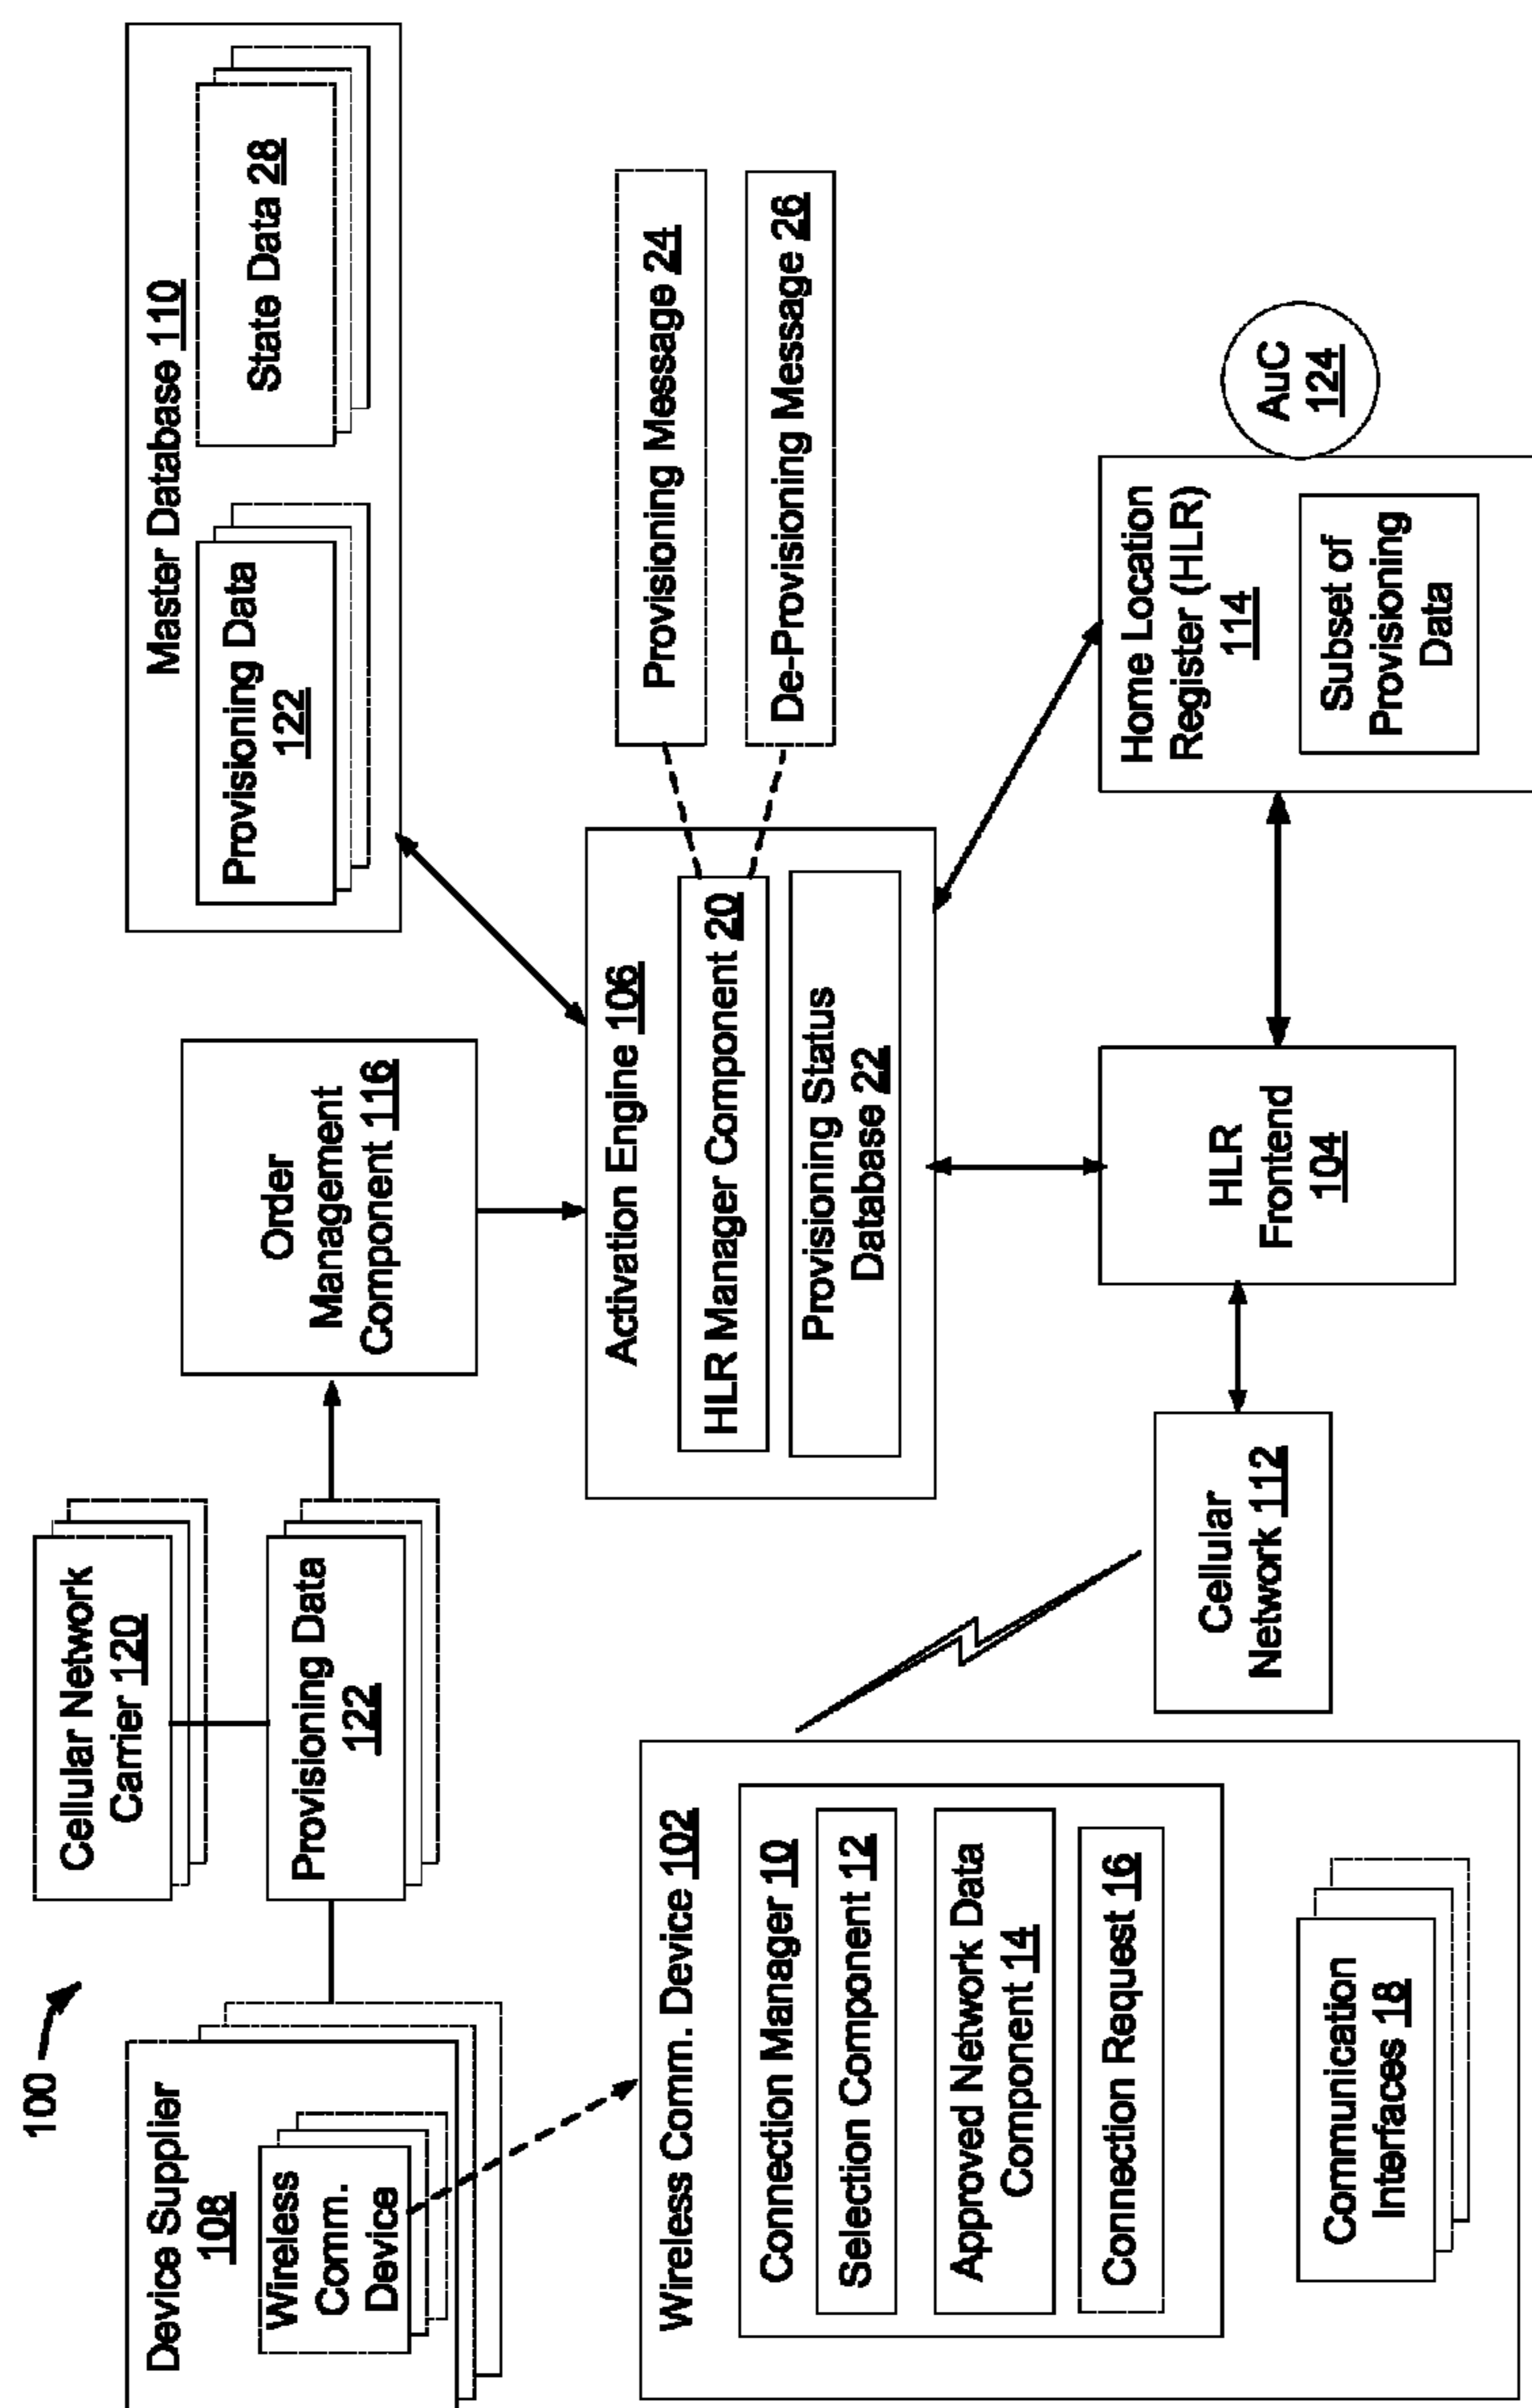 100
Device Supplier
108
Wireless
Comm.
Device
Cellular Network
Carrier 120
Provisioning Data
122
Order
Management
Component 116
Master Database 110
Provisioning Data
122
State Data 28
Wireless Comm. Device 102
Connection Manager 10
Selection Component 12
Approved Network Data
Component 14
Connection Request 16
Communication
Interfaces 18
Activation Engine 106
HLR Manager Component 20
Provisioning Status
Database 22
Provisioning Message 24
De-Provisioning Message 26
Cellular
Network 112
HLR
Frontend
104
Home Location
Register (HLR)
114
Subset of
Provisioning
Data
AuC
124